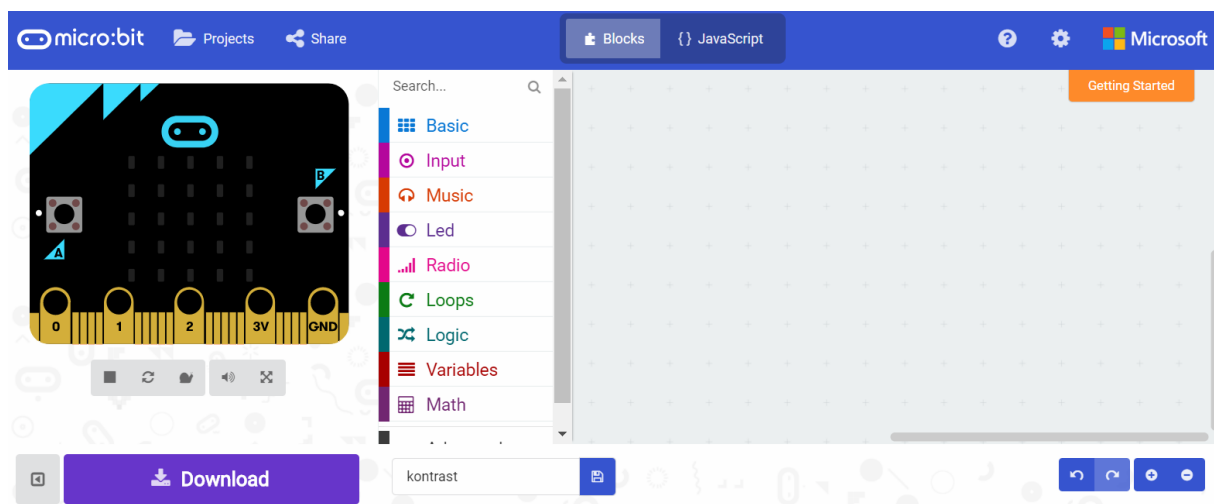 micro:bit Projects Share Blocks {} JavaScript ? Microsoft
Search...
Getting Started
Basic
Input
Music
Led
Radio
Loops
Logic
Variables
Math
B
A
0 1 2 3V GND
Download
kontrast